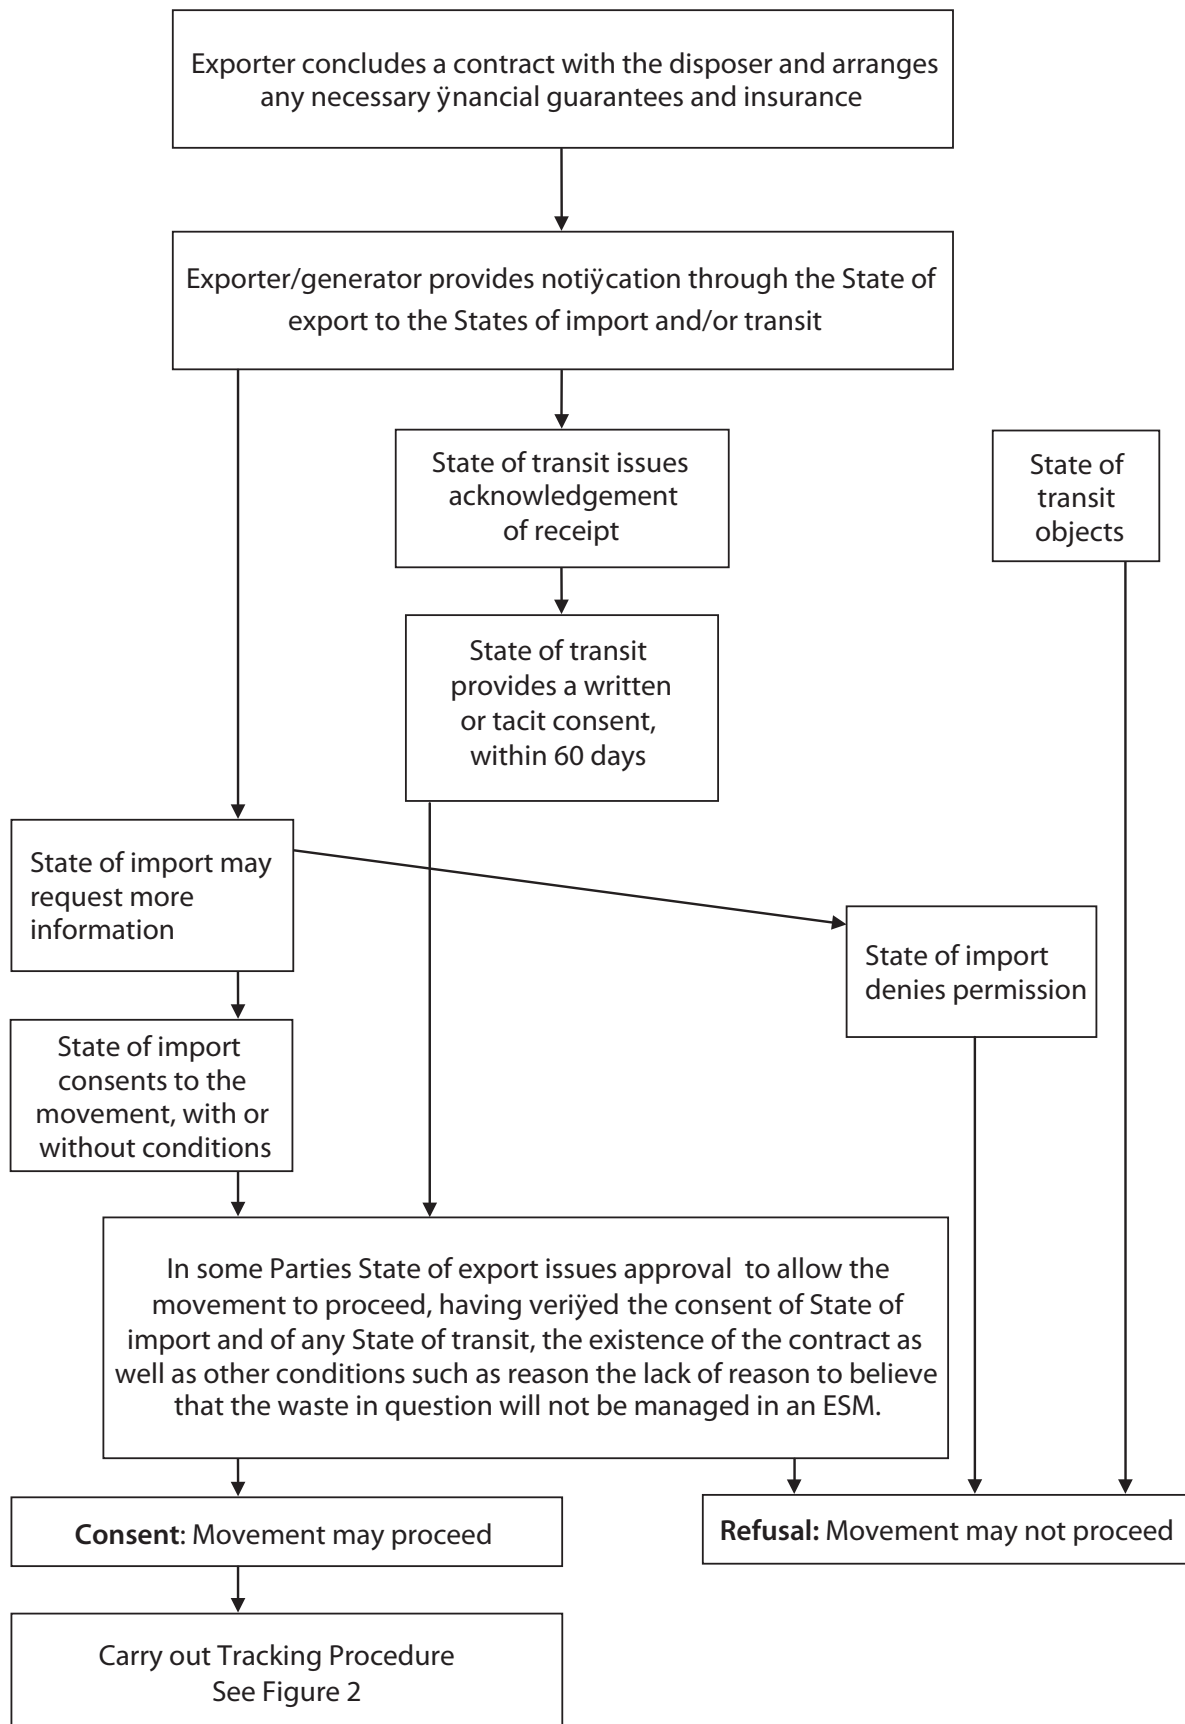 Exporter concludes a contract with the disposer and arranges
any necessary ÿnancial guarantees and insurance
Exporter/generator provides notiÿcation through the State of
export to the States of import and/or transit
State of transit issues
acknowledgement
of receipt
State of
transit
objects
State of transit
provides a written
or tacit consent,
within 60 days
State of import may
request more
information
State of import
denies permission
State of import
consents to the
movement, with or
without conditions
In some Parties State of export issues approval to allow the
movement to proceed, having veriÿed the consent of State of
import and of any State of transit, the existence of the contract as
well as other conditions such as reason the lack of reason to believe
that the waste in question will not be managed in an ESM.
Consent: Movement may proceed
Refusal: Movement may not proceed
Carry out Tracking Procedure
See Figure 2